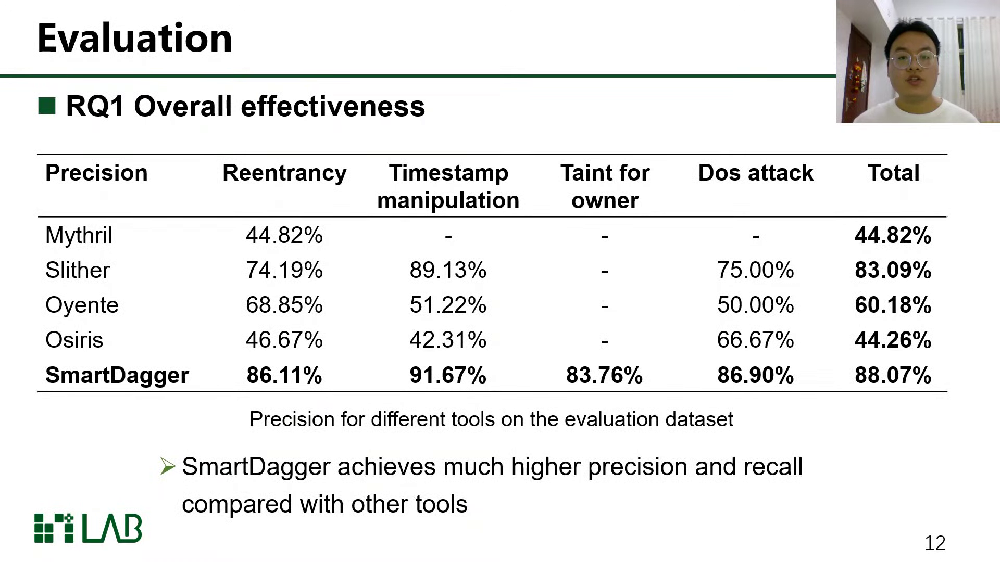 Evaluation
RQ1 Overall effectiveness
Precision Reentrancy Timestamp manipulation Taint for owner Dos attack Total
Mythril 44.82% - - - 44.82%
Slither 74.19% 89.13% - 75.00% 83.09%
Oyente 68.85% 51.22% - 50.00% 60.18%
Osiris 46.67% 42.31% - 66.67% 44.26%
SmartDagger 86.11% 91.67% 83.76% 86.90% 88.07%
Precision for different tools on the evaluation dataset
SmartDagger achieves much higher precision and recall
compared with other tools
LAB
12